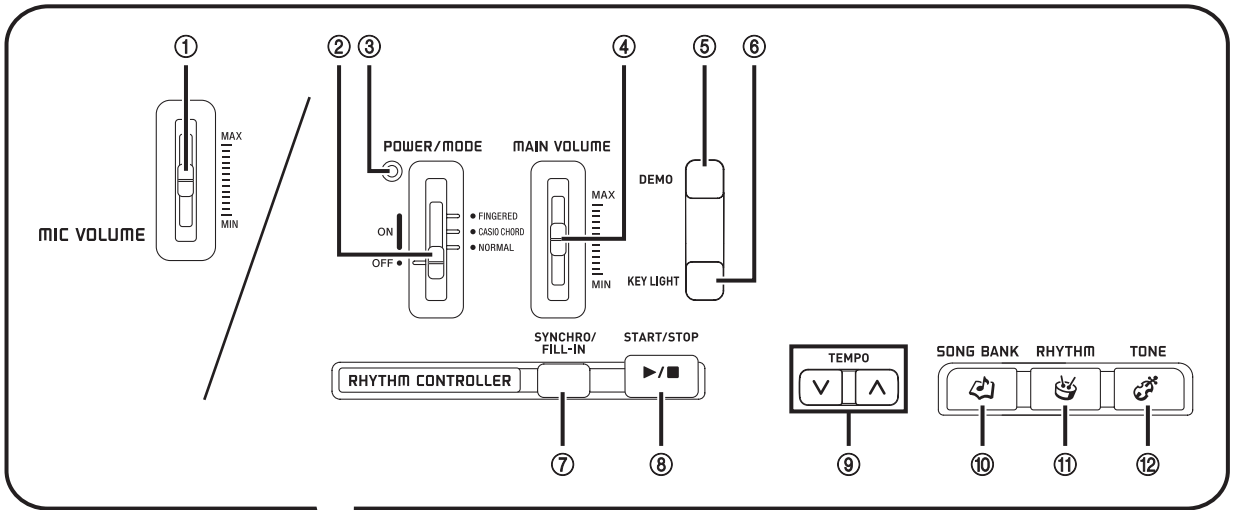 ① ② ③ ④ ⑤ ⑥
POWER/MODE MAIN VOLUME
MAX
DEMO
MAX
MIC VOLUME
MIN
ON
OFF •
• FINGERED
• CASIO CHORD
• NORMAL
MIN
KEY LIGHT
SYNCHRO/
FILL-IN
START/STOP
RHYTHM CONTROLLER
▶/■
TEMPO
∨ ∧
SONG BANK RHYTHM TONE
⑦ ⑧ ⑨ ⑩ ⑪ ⑫